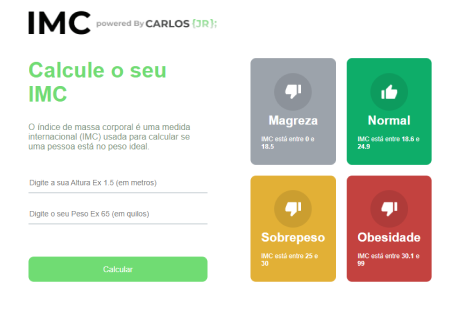 IMC powered By CARLOS {JR}:
Calcule o seu
IMC
O índice de massa corporal é uma medida
internacional (IMC) usada para calcular se
uma pessoa está no peso ideal.
Digite a sua Altura Ex 1.5 (em metros)
Digite o seu Peso Ex 65 (em quilos)
Calcular
Magreza
IMC está entre 0 e
18.5
Normal
IMC está entre 18.6 e
24.9
Sobrepeso
IMC está entre 25 e
30
Obesidade
IMC está entre 30.1 e
99